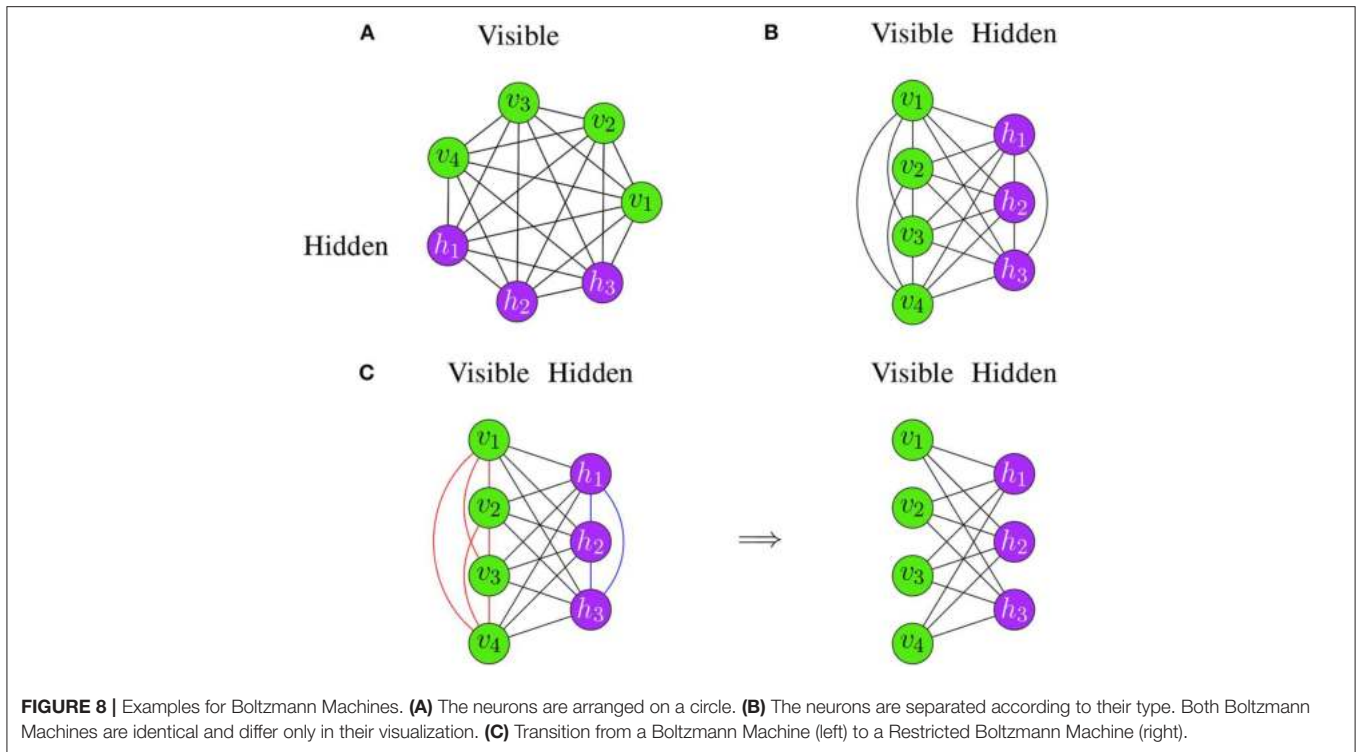 A
Visible
v3
v2
v4
v1
Hidden
h1
h3
h2
B
Visible Hidden
v1
h1
v2
h2
v3
h3
v4
C
Visible Hidden
v1
h1
v2
h2
v3
h3
v4
⟹
Visible Hidden
v1
h1
v2
h2
v3
h3
v4
FIGURE 8 | Examples for Boltzmann Machines. (A) The neurons are arranged on a circle. (B) The neurons are separated according to their type. Both Boltzmann
Machines are identical and differ only in their visualization. (C) Transition from a Boltzmann Machine (left) to a Restricted Boltzmann Machine (right).